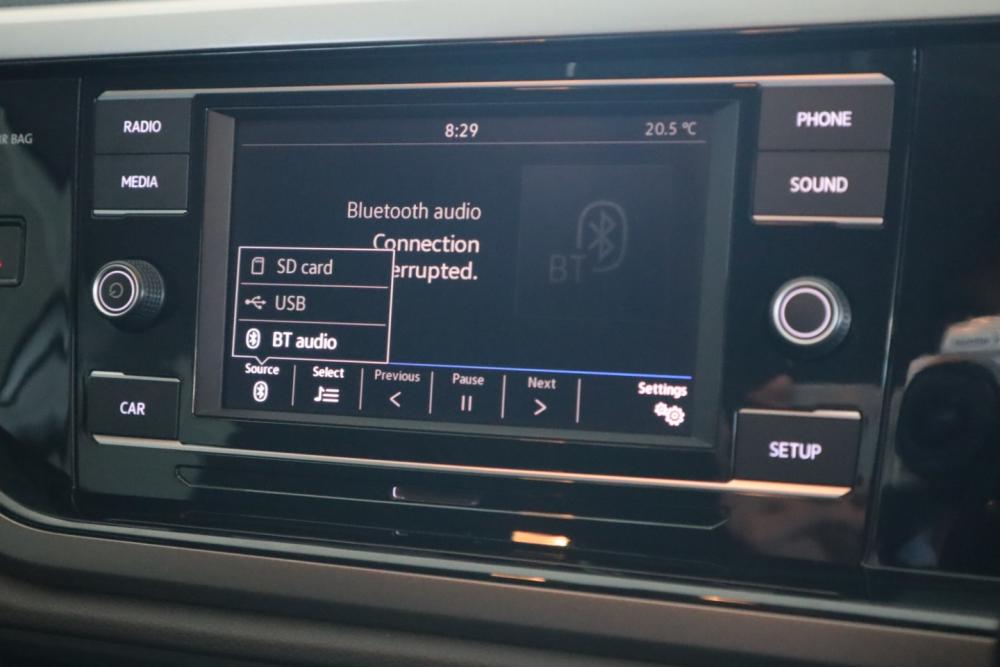 RADIO
MEDIA
CAR
8:29
20.5 °C
Bluetooth audio
Connection
errupted.
BT
SD card
USB
BT audio
Source
Select
Previous
Pause
Next
Settings
PHONE
SOUND
SETUP
BAG